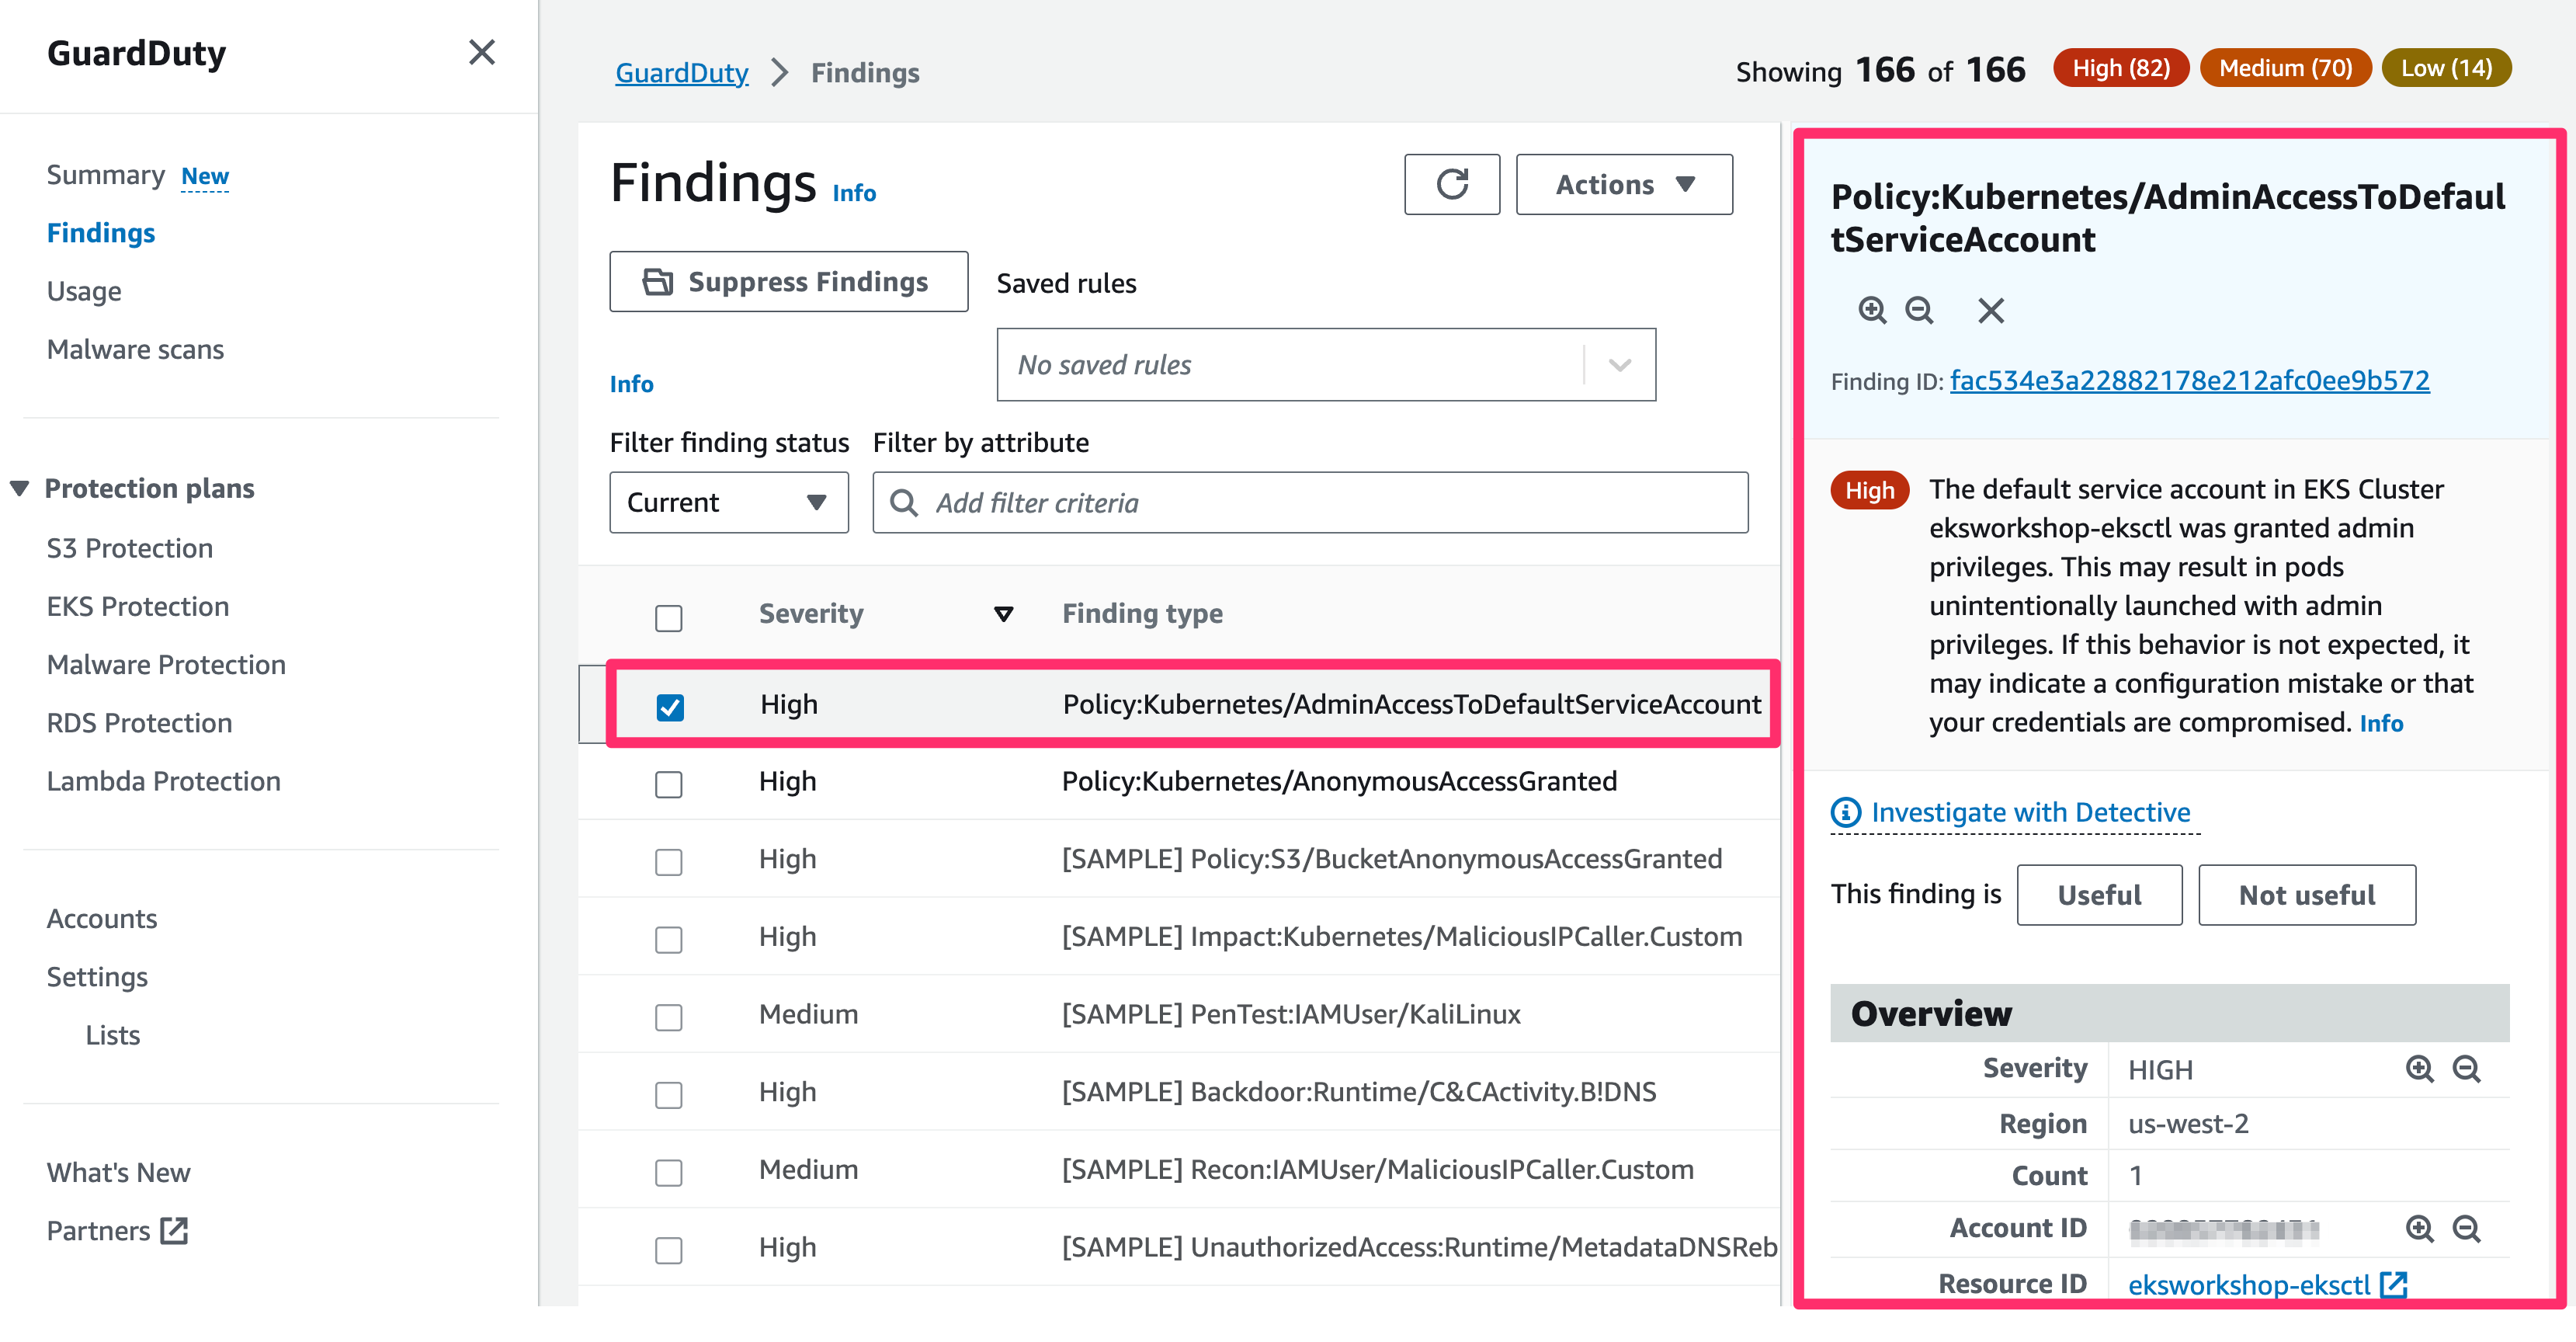 GuardDuty
Summary New
Findings
Usage
Malware scans
Protection plans
S3 Protection
EKS Protection
Malware Protection
RDS Protection
Lambda Protection
Accounts
Settings
Lists
What's New
Partners
GuardDuty Findings
Showing 166 of 166 High (82) Medium (70) Low (14)
Findings Info
Actions
Suppress Findings
Saved rules
No saved rules
Info
Filter finding status Filter by attribute
Current Add filter criteria
Severity Finding type
High Policy:Kubernetes/AdminAccessToDefaultServiceAccount
High Policy:Kubernetes/AnonymousAccessGranted
High [SAMPLE] Policy:S3/BucketAnonymousAccessGranted
High [SAMPLE] Impact:Kubernetes/MaliciousIPCaller.Custom
Medium [SAMPLE] PenTest:IAMUser/KaliLinux
High [SAMPLE] Backdoor:Runtime/C&CActivity.B!DNS
Medium [SAMPLE] Recon:IAMUser/MaliciousIPCaller.Custom
High [SAMPLE] UnauthorizedAccess:Runtime/MetadataDNSReb
Policy:Kubernetes/AdminAccessToDefaul
tServiceAccount
Finding ID: fac534e3a22882178e212afc0ee9b572
High The default service account in EKS Cluster
eksworkshop-eksctl was granted admin
privileges. This may result in pods
unintentionally launched with admin
privileges. If this behavior is not expected, it
may indicate a configuration mistake or that
your credentials are compromised. Info
Investigate with Detective
This finding is Useful Not useful
Overview
Severity HIGH
Region us-west-2
Count 1
Account ID
Resource ID eksworkshop-eksctl